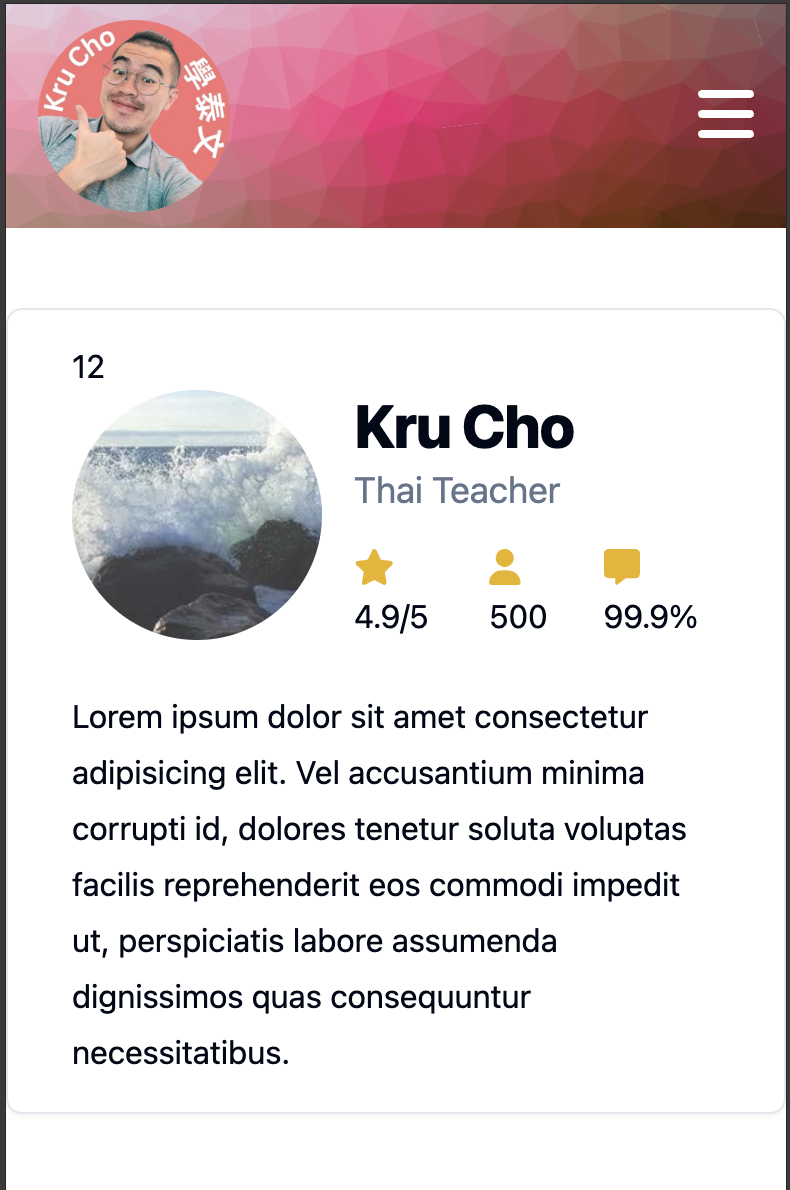 Kru Cho
學泰文
12
Kru Cho
Thai Teacher
4.9/5 500 99.9%
Lorem ipsum dolor sit amet consectetur
adipisicing elit. Vel accusantium minima
corrupti id, dolores tenetur soluta voluptas
facilis reprehenderit eos commodi impedit
ut, perspiciatis labore assumenda
dignissimos quas consequuntur
necessitatibus.